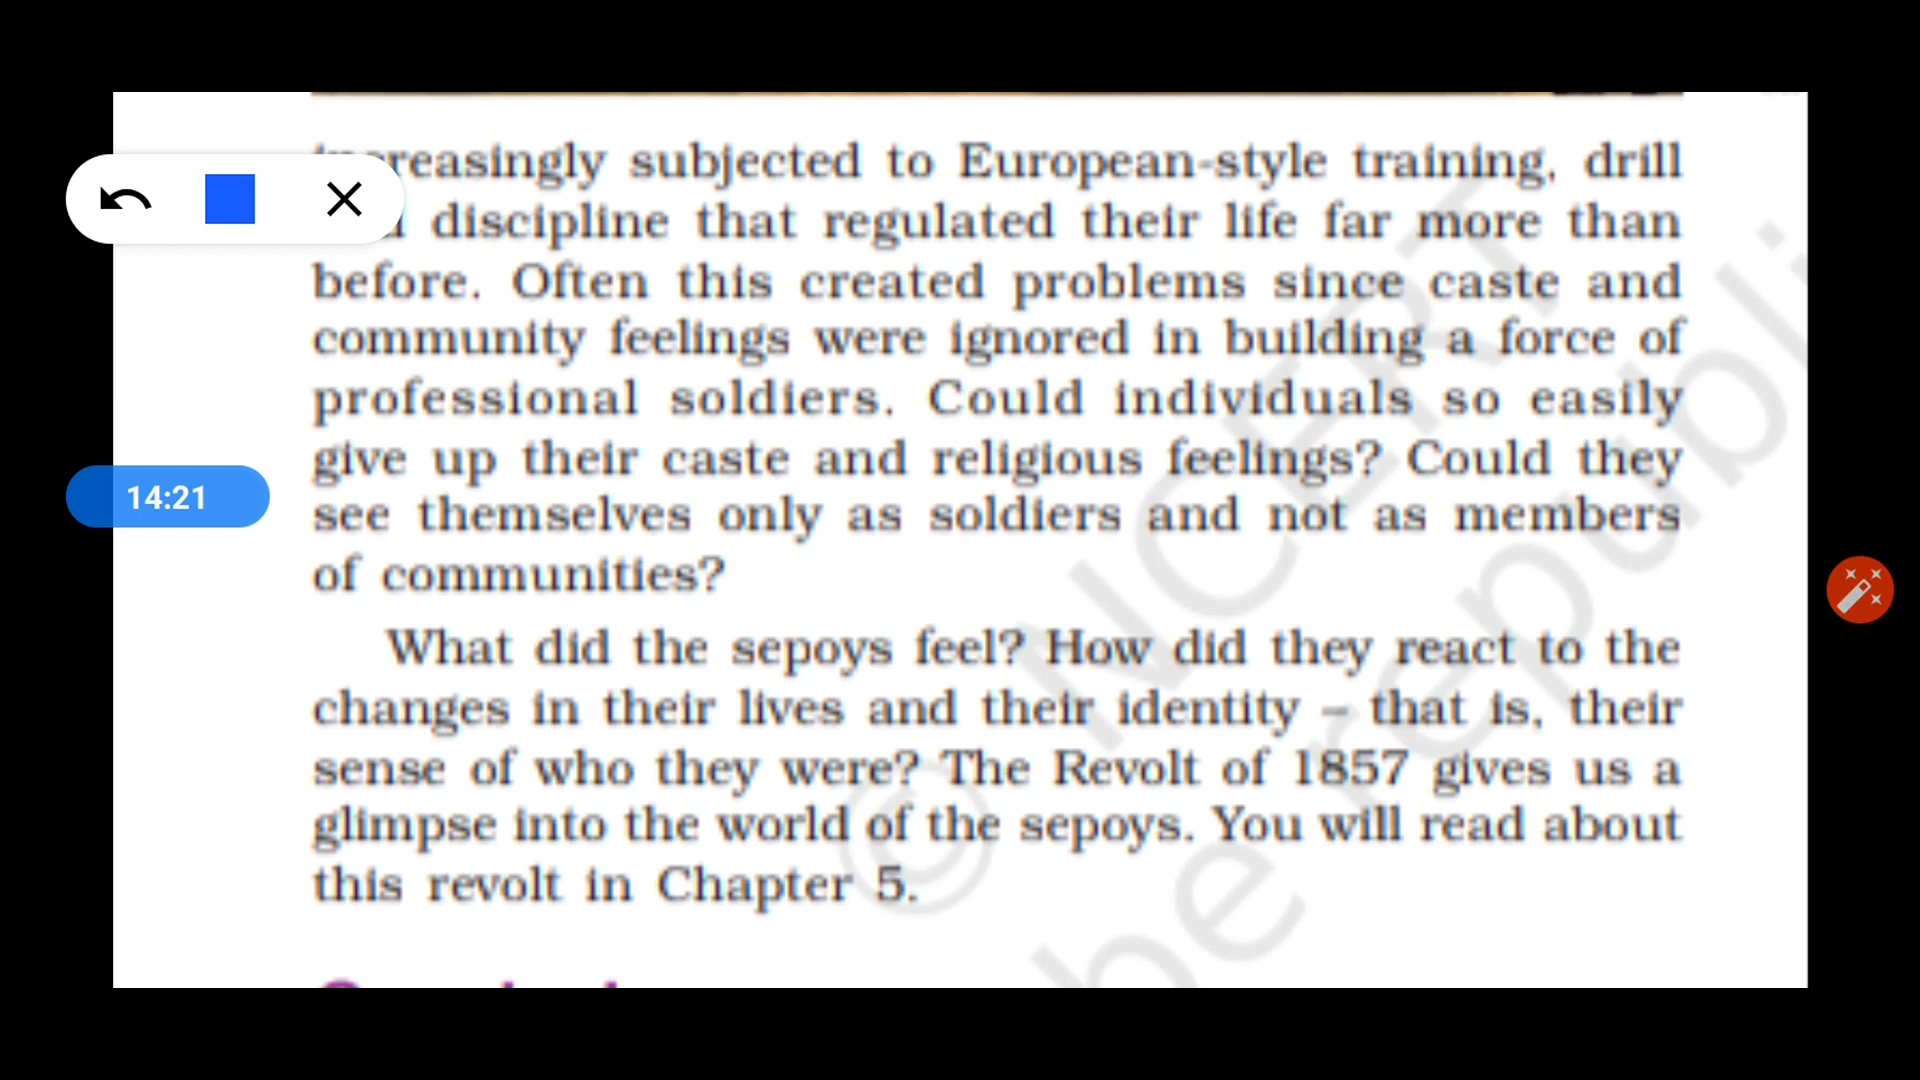 increasingly subjected to European-style training, drill
discipline that regulated their life far more than
before. Often this created problems since caste and
community feelings were ignored in building a force of
professional soldiers. Could individuals so easily
give up their caste and religious feelings? Could they
see themselves only as soldiers and not as members
of communities?
What did the sepoys feel? How did they react to the
changes in their lives and their identity – that is, their
sense of who they were? The Revolt of 1857 gives us a
glimpse into the world of the sepoys. You will read about
this revolt in Chapter 5.
14:21
© NCERT
be republi